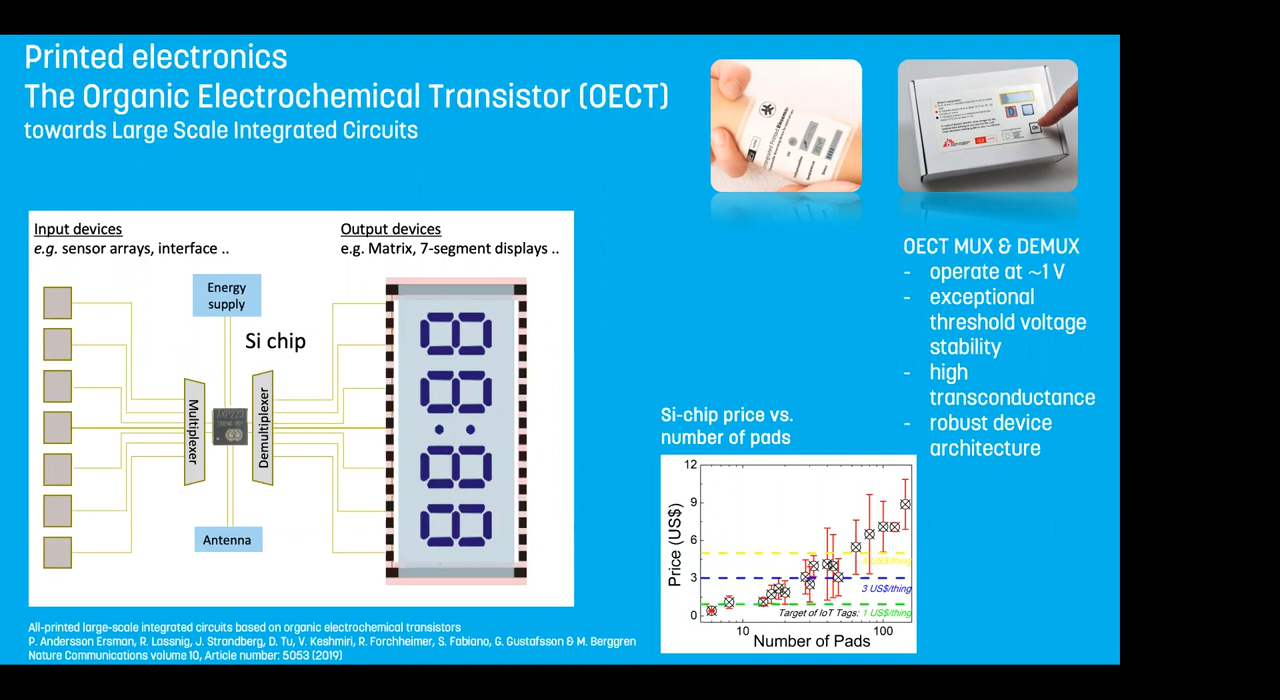 Printed electronics
The Organic Electrochemical Transistor (OECT)
towards Large Scale Integrated Circuits
Input devices
e.g. sensor arrays, interface ..
Output devices
e.g. Matrix, 7-segment displays ..
Energy
supply
Si chip
Multiplexer
Demultiplexer
Antenna
OECT MUX & DEMUX
- operate at ~1 V
- exceptional
threshold voltage
stability
- high
transconductance
- robust device
architecture
Si-chip price vs.
number of pads
12
9
6
3
0
Price (US$)
5 US$/thing
3 US$/thing
Target of IoT Tags: 1 US$/thing
10
100
Number of Pads
All-printed large-scale integrated circuits based on organic electrochemical transistors
P. Andersson Ersman, R. Lassnig, J. Strandberg, D. Tu, V. Keshmiri, R. Forchheimer, S. Fabiano, G. Gustafsson & M. Berggren
Nature Communications volume 10, Article number: 5053 (2019)